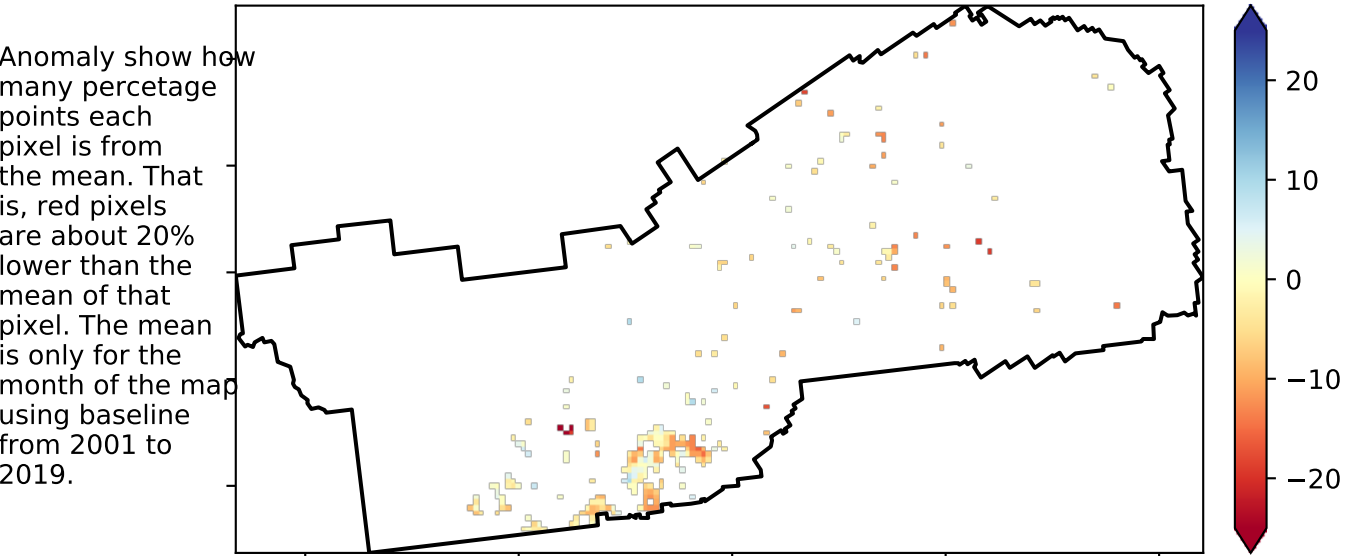 Anomaly show how
many percetage
points each
pixel is from
the mean. That
is, red pixels
are about 20%
lower than the
mean of that
pixel. The mean
is only for the
month of the map
using baseline
from 2001 to
2019.
20
10
0
−10
−20